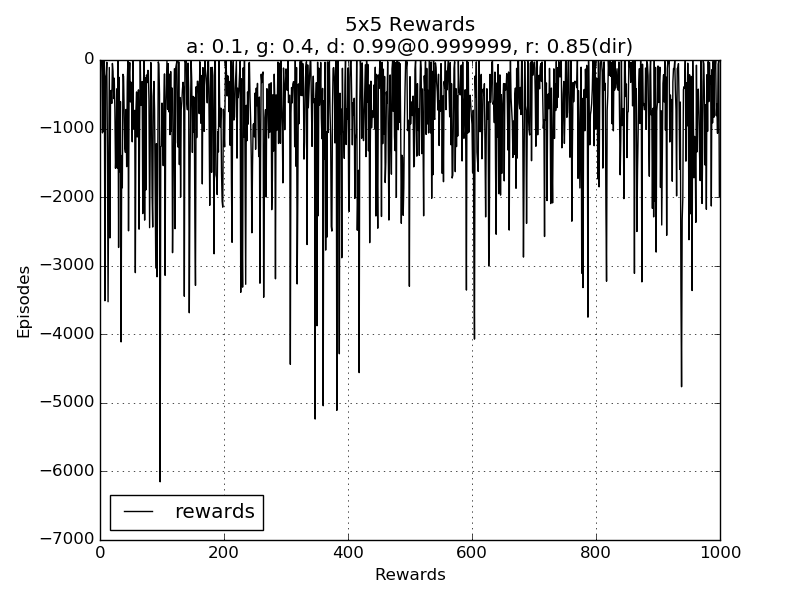 5x5 Rewards
a: 0.1, g: 0.4, d: 0.99@0.999999, r: 0.85(dir)
0
−1000
−2000
−3000
−4000
−5000
−6000
−7000
Episodes
rewards
0 200 400 600 800 1000
Rewards